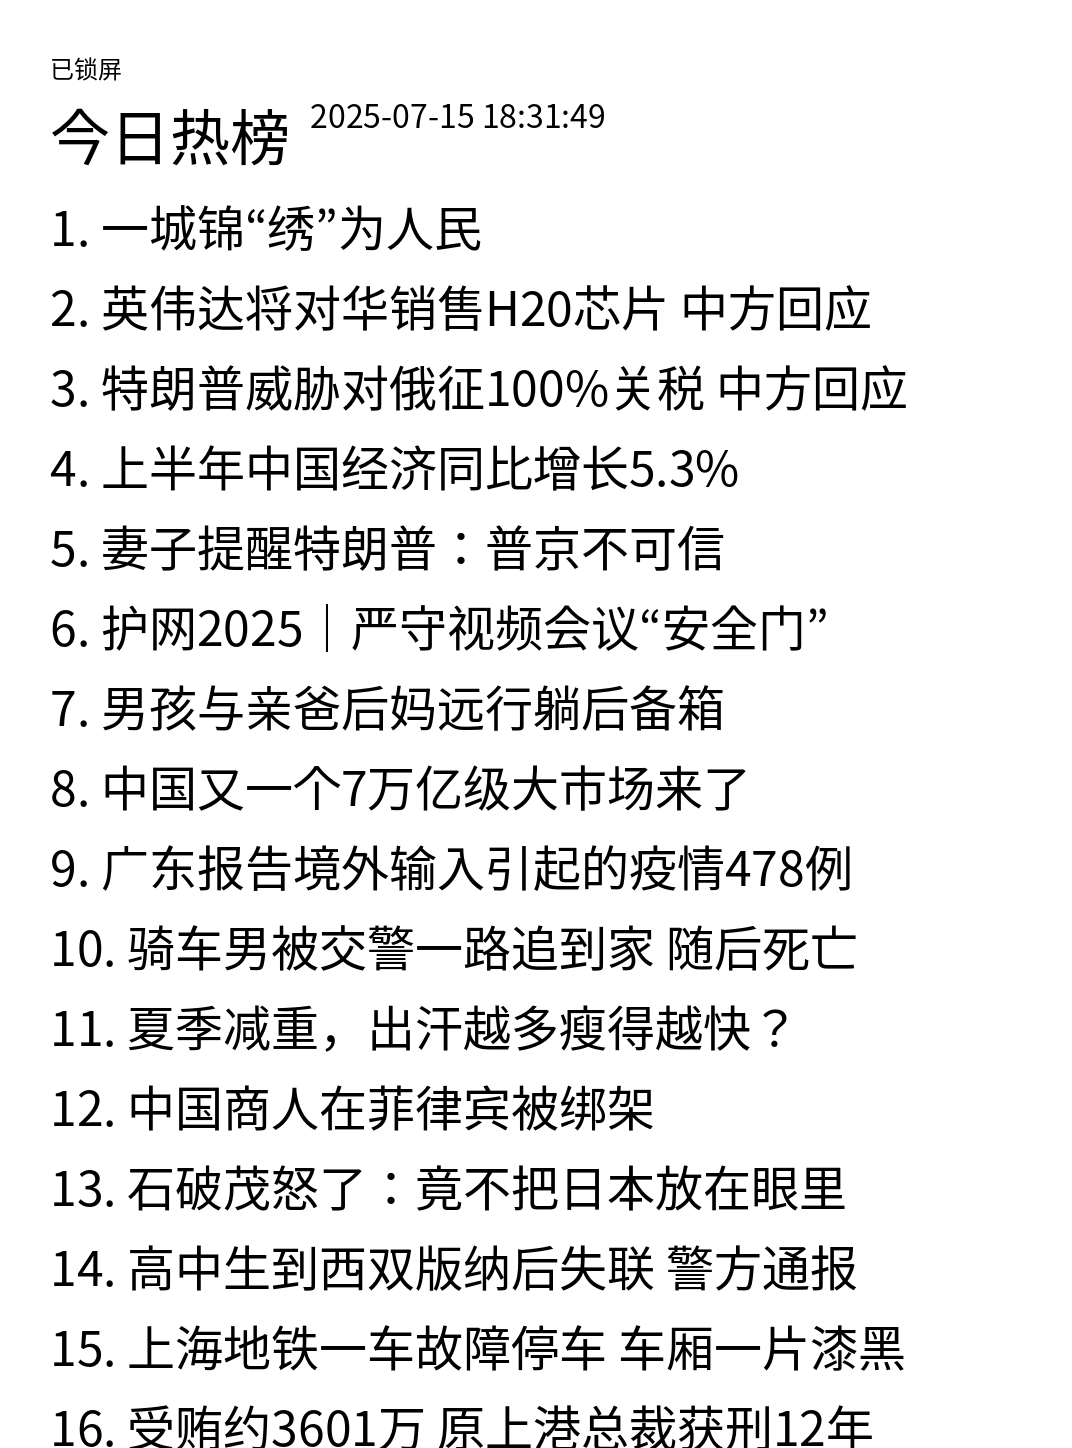 已锁屏
今日热榜 2025-07-15 18:31:49
1. 一城锦“绣”为人民
2. 英伟达将对华销售H20芯片 中方回应
3. 特朗普威胁对俄征100%关税 中方回应
4. 上半年中国经济同比增长5.3%
5. 妻子提醒特朗普：普京不可信
6. 护网2025｜严守视频会议“安全门”
7. 男孩与亲爸后妈远行躺后备箱
8. 中国又一个7万亿级大市场来了
9. 广东报告境外输入引起的疫情478例
10. 骑车男被交警一路追到家 随后死亡
11. 夏季减重，出汗越多瘦得越快？
12. 中国商人在菲律宾被绑架
13. 石破茂怒了：竟不把日本放在眼里
14. 高中生到西双版纳后失联 警方通报
15. 上海地铁一车故障停车 车厢一片漆黑
16. 受贿约3601万 原上港总裁获刑12年